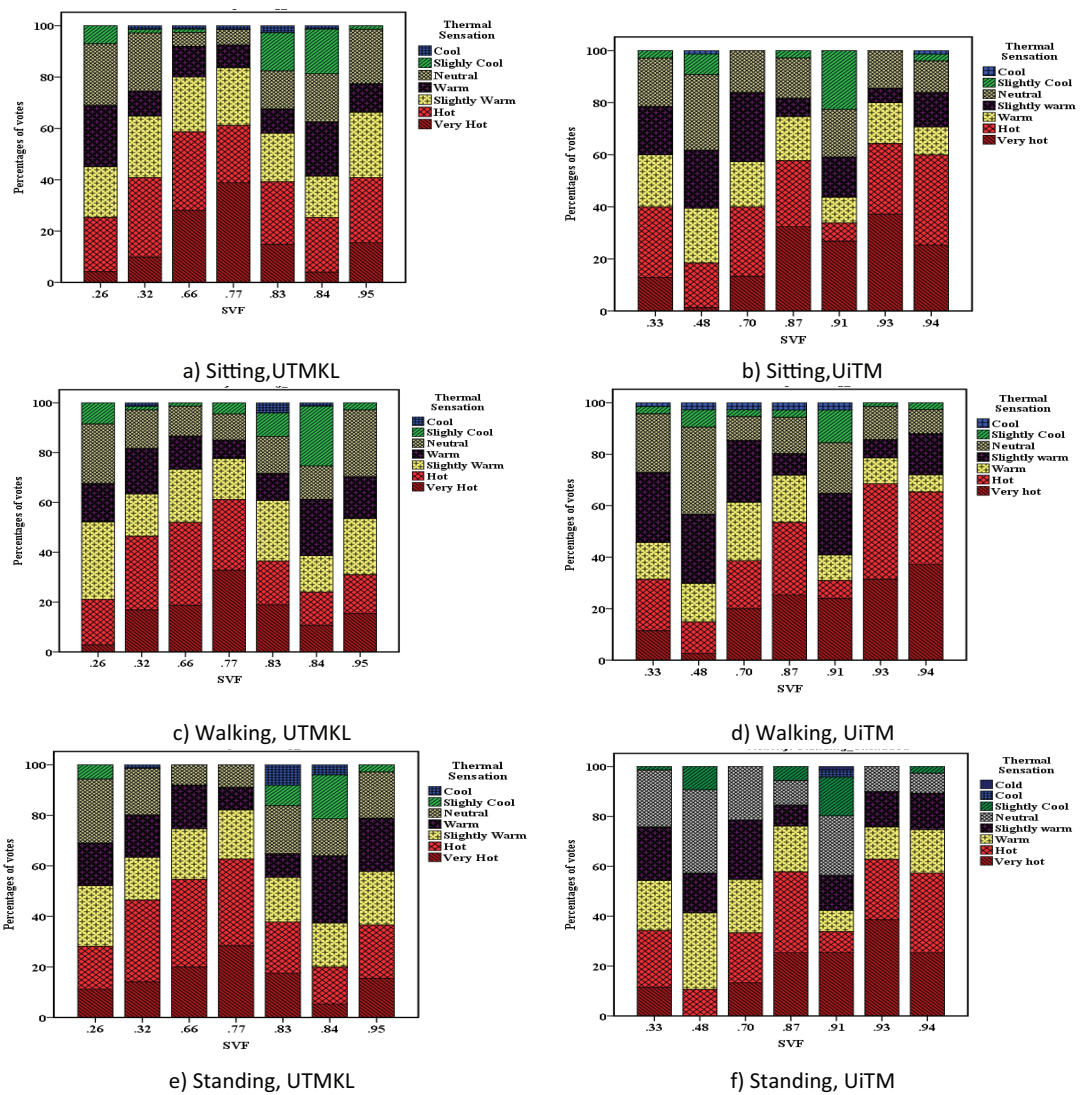 Thermal
Sensation
Cool
Slighly Cool
Neutral
Warm
Slightly Warm
Hot
Very Hot
Percentages of votes
100
80
60
40
20
0
.26 .32 .66 .77 .83 .84 .95
SVF
a) Sitting,UTMKL
Thermal
Sensation
Cool
Slightly Cool
Neutral
Slightly warm
Warm
Hot
Very hot
Percentages of votes
100
80
60
40
20
0
.33 .48 .70 .87 .91 .93 .94
SVF
b) Sitting,UiTM
Thermal
Sensation
Cool
Slighly Cool
Neutral
Warm
Slightly Warm
Hot
Very Hot
Percentages of votes
100
80
60
40
20
0
.26 .32 .66 .77 .83 .84 .95
SVF
c) Walking, UTMKL
Thermal
Sensation
Cool
Slightly Cool
Neutral
Slightly warm
Warm
Hot
Very hot
Percentages of votes
100
80
60
40
20
0
.33 .48 .70 .87 .91 .93 .94
SVF
d) Walking, UiTM
Thermal
Sensation
Cool
Slighly Cool
Neutral
Warm
Slightly Warm
Hot
Very Hot
Percentages of votes
100
80
60
40
20
0
.26 .32 .66 .77 .83 .84 .95
SVF
e) Standing, UTMKL
Thermal
Sensation
Cold
Cool
Slightly Cool
Neutral
Slightly warm
Warm
Hot
Very hot
Percentages of votes
100
80
60
40
20
0
.33 .48 .70 .87 .91 .93 .94
SVF
f) Standing, UiTM